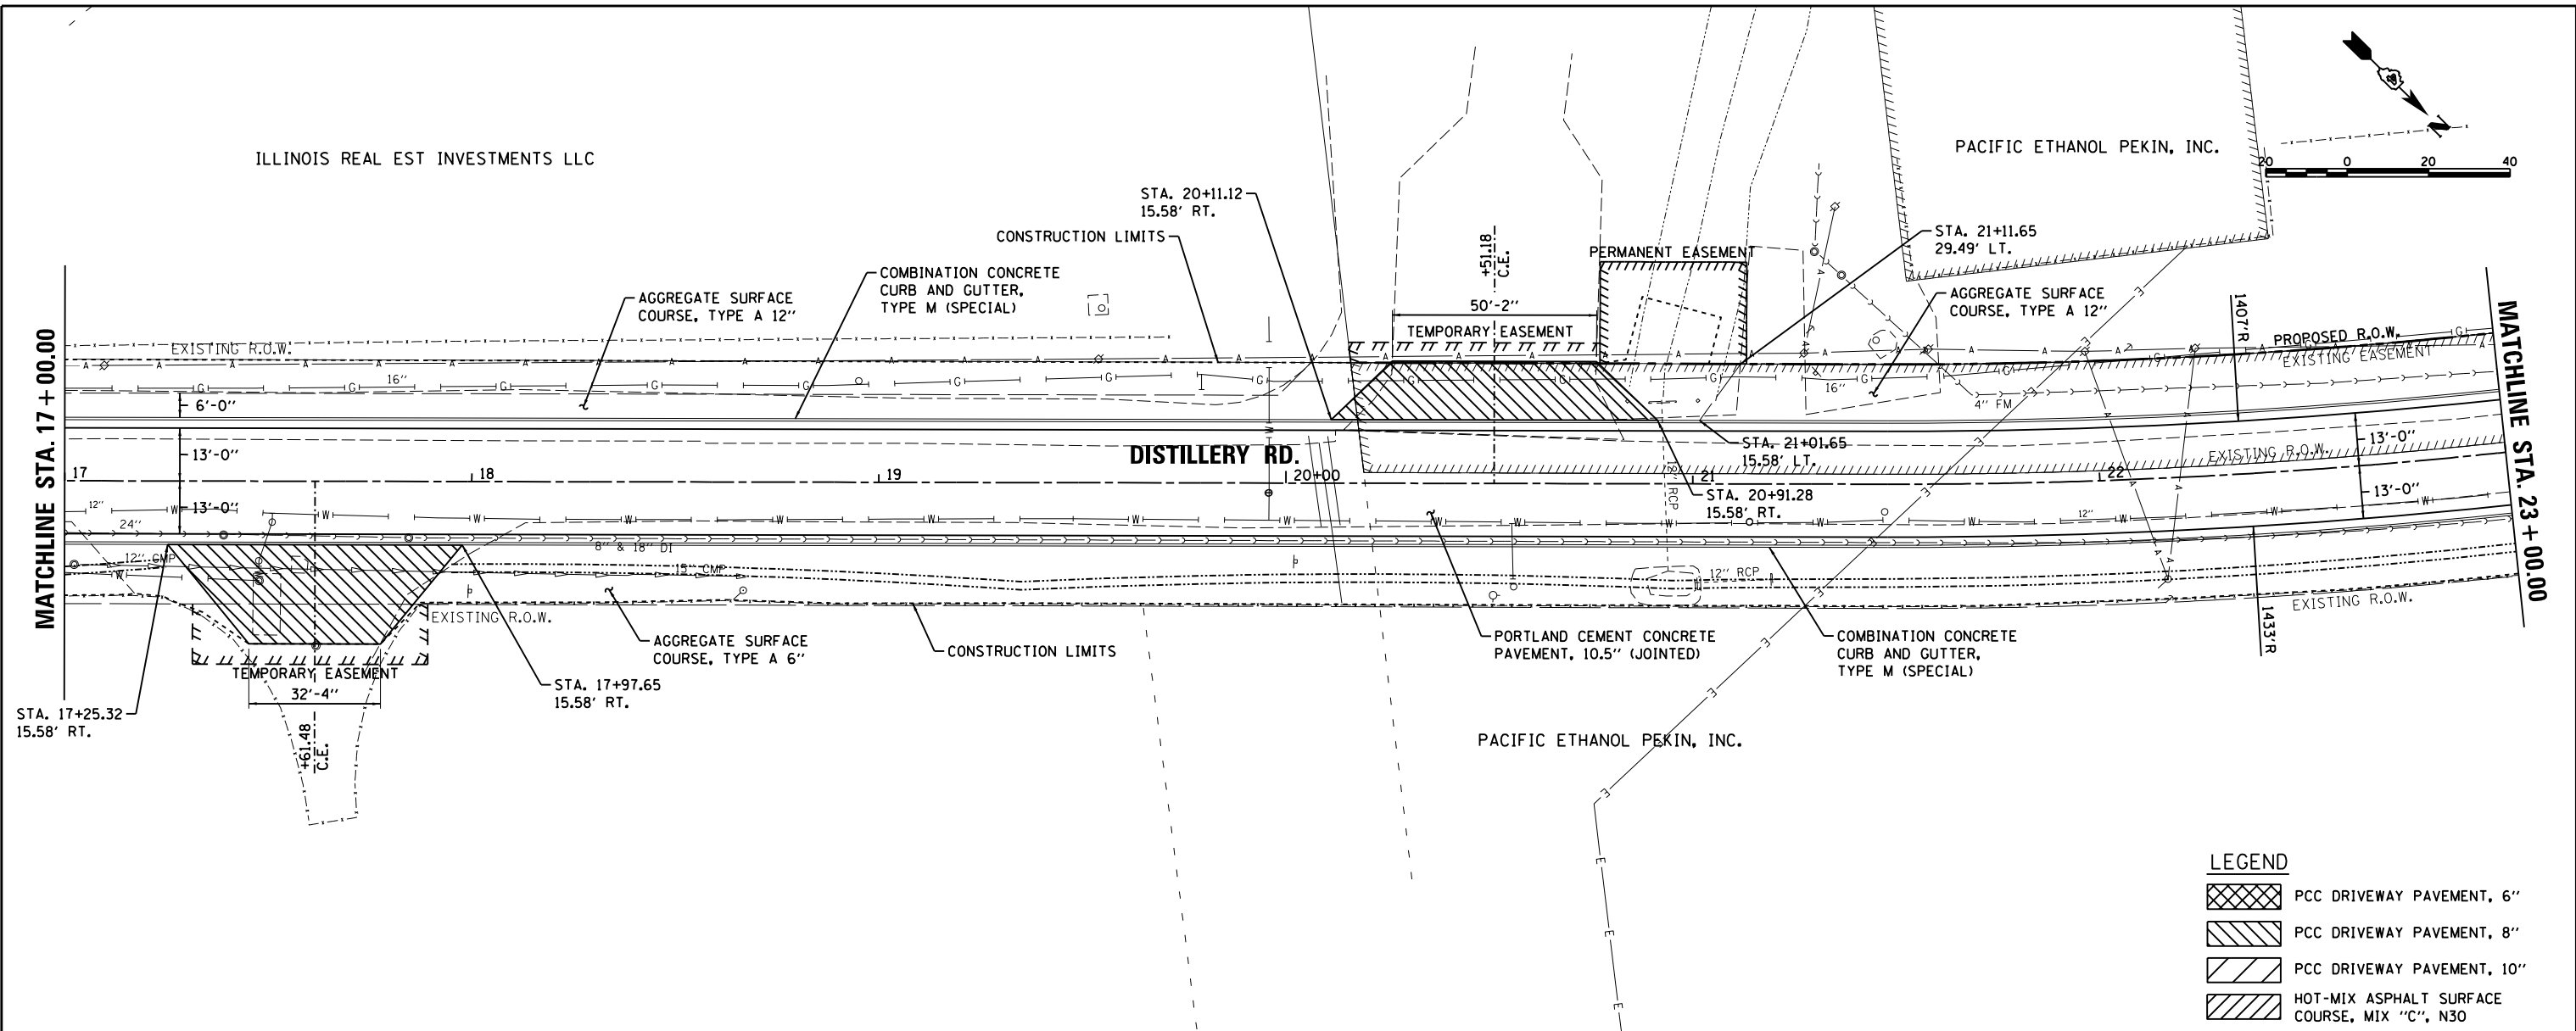 ILLINOIS REAL EST INVESTMENTS LLC
PACIFIC ETHANOL PEKIN, INC.
N
20 0 20 40
STA. 20+11.12
15.58' RT.
CONSTRUCTION LIMITS
COMBINATION CONCRETE
CURB AND GUTTER,
TYPE M (SPECIAL)
AGGREGATE SURFACE
COURSE, TYPE A 12"
+51.18
C.E.
PERMANENT EASEMENT
50'-2"
TEMPORARY EASEMENT
STA. 21+11.65
29.49' LT.
AGGREGATE SURFACE
COURSE, TYPE A 12"
1407'R
PROPOSED R.O.W.
EXISTING EASEMENT
MATCHLINE STA. 17+00.00
MATCHLINE STA. 23+00.00
EXISTING R.O.W.
16"
6'-0"
16"
4" FM
13'-0"
DISTILLERY RD.
STA. 21+01.65
15.58' LT.
EXISTING R.O.W.
13'-0"
17
18
19
20+00
21
22
12" RCP
STA. 20+91.28
15.58' RT.
13'-0"
13'-0"
12"
24"
12"
12" CMP
8" & 18" DI
15" CMP
12" RCP
EXISTING R.O.W.
EXISTING R.O.W.
1433'R
AGGREGATE SURFACE
COURSE, TYPE A 6"
CONSTRUCTION LIMITS
PORTLAND CEMENT CONCRETE
PAVEMENT, 10.5" (JOINTED)
COMBINATION CONCRETE
CURB AND GUTTER,
TYPE M (SPECIAL)
TEMPORARY EASEMENT
32'-4"
STA. 17+97.65
15.58' RT.
STA. 17+25.32
15.58' RT.
+61.48
C.E.
PACIFIC ETHANOL PEKIN, INC.
LEGEND
PCC DRIVEWAY PAVEMENT, 6"
PCC DRIVEWAY PAVEMENT, 8"
PCC DRIVEWAY PAVEMENT, 10"
HOT-MIX ASPHALT SURFACE
COURSE, MIX "C", N30